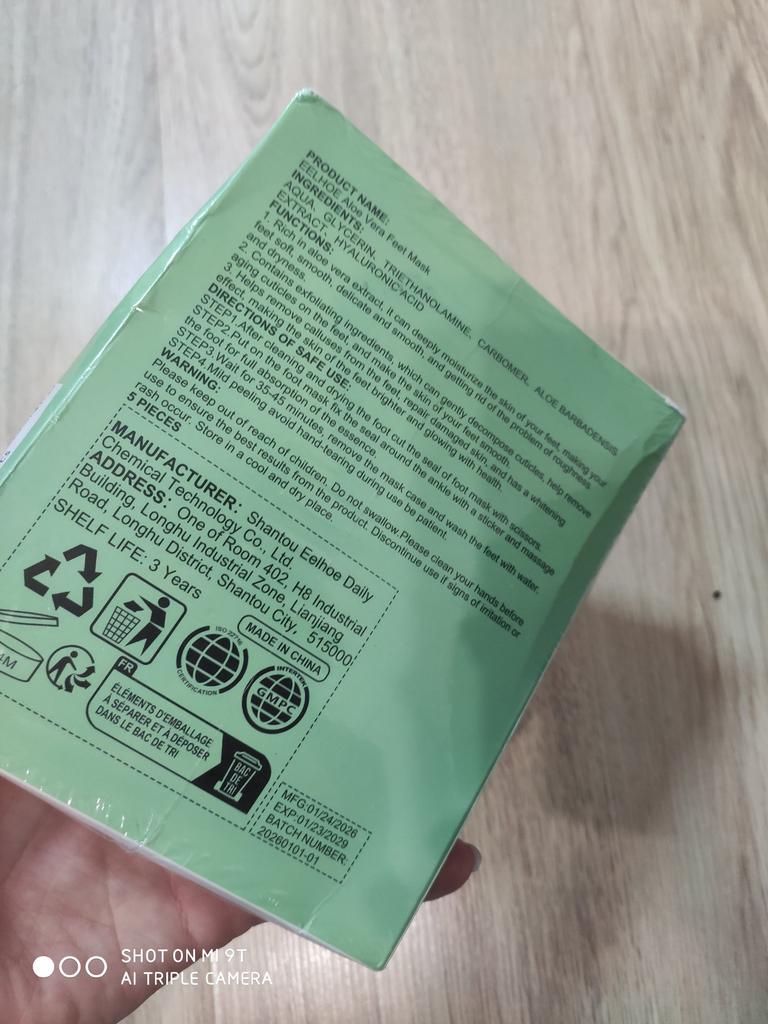 PRODUCT NAME:
EELHOE Aloe Vera Feet Mask
INGREDIENTS:
AQUA, GLYCERIN, TRIETHANOLAMINE, CARBOMER, ALOE BARBADENSIS
EXTRACT, HYALURONIC ACID
FUNCTIONS:
1. Rich in aloe vera extract, it can deeply moisturize the skin of your feet, making your
feet soft, smooth, delicate and smooth, and getting rid of the problem of roughness
and dryness.
2. Contains exfoliating ingredients, which can gently decompose cuticles, help remove
aging cuticles on the feet, and make the skin of your feet smooth.
3. Helps remove calluses from the feet, repair damaged skin, and has a whitening
effect, making the skin of the feet brighter and glowing with health.
DIRECTIONS OF SAFE USE:
STEP1.After cleaning and drying the foot cut the seal of foot mask with scissors.
STEP2.Put on the foot mask fix the seal around the ankle with a sticker and massage
the foot for full absorption of the essence.
STEP3.Wait for 35-45 minutes, remove the mask case and wash the feet with water.
STEP4.Mild peeling avoid hand-tearing during use be patient.
WARNING:
Please keep out of reach of children. Do not swallow.Please clean your hands before
use to ensure the best results from the product. Discontinue use if signs of irritation or
rash occur. Store in a cool and dry place.
5 PIECES
MANUFACTURER: Shantou Eelhoe Daily
Chemical Technology Co., Ltd.
ADDRESS: One of Room 402, H8 Industrial
Building, Longhu Industrial Zone, Lianjiang
Road, Longhu District, Shantou City, 515000
SHELF LIFE: 3 Years
MADE IN CHINA
CERTIFICATION
INTERTEK
GMPC
FR
ÉLÉMENTS D'EMBALLAGE
À SÉPARER ET À DÉPOSER
DANS LE BAC DE TRI
BAC
DE
TRI
MFG:01/24/2026
EXP:01/23/2029
BATCH NUMBER:
20260101-01
SHOT ON MI 9T
AI TRIPLE CAMERA